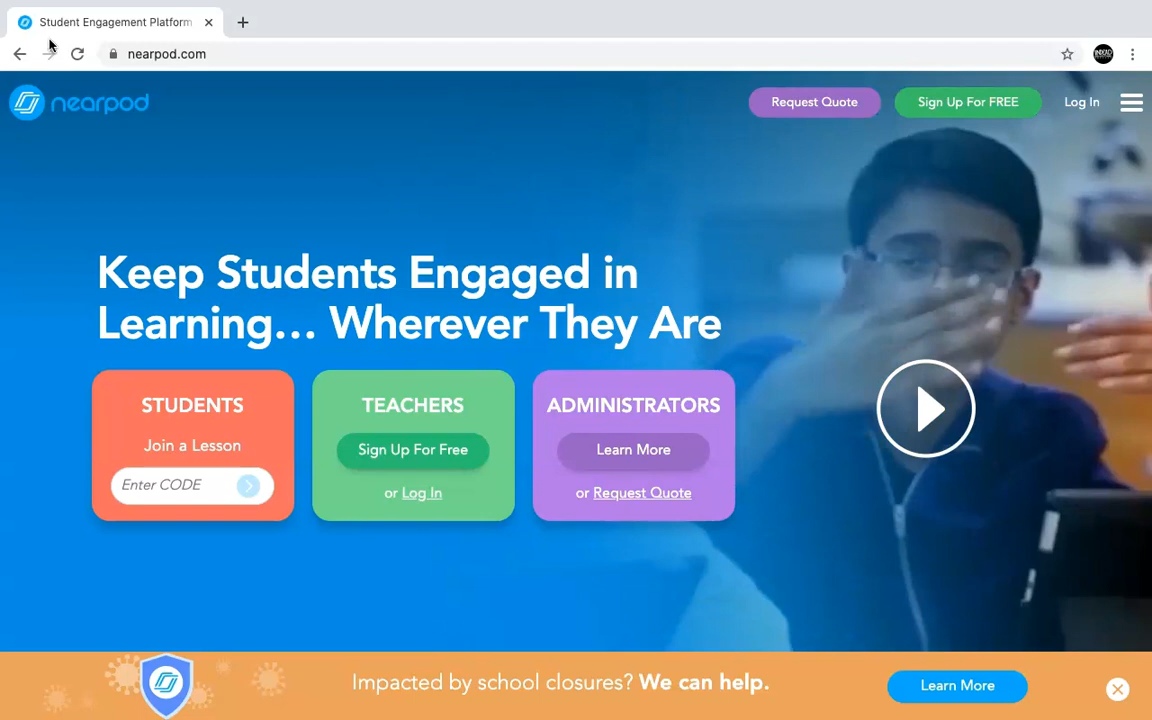 Student Engagement Platform
nearpod.com
nearpod
Request Quote
Sign Up For FREE
Log In
Keep Students Engaged in
Learning... Wherever They Are
STUDENTS
Join a Lesson
Enter CODE
TEACHERS
Sign Up For Free
or Log In
ADMINISTRATORS
Learn More
or Request Quote
Impacted by school closures? We can help.
Learn More